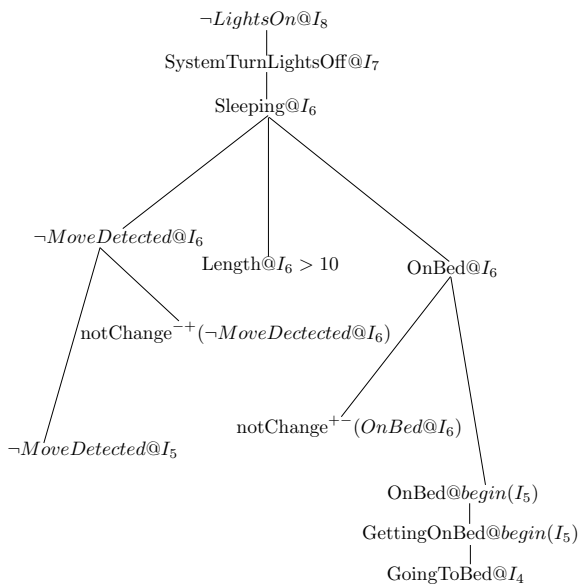 ¬LightsOn@I₈
SystemTurnLightsOff@I₇
Sleeping@I₆
¬MoveDetected@I₆
Length@I₆ > 10
OnBed@I₆
notChange⁻⁺(¬MoveDectected@I₆)
notChange⁺⁻(OnBed@I₆)
¬MoveDetected@I₅
OnBed@begin(I₅)
GettingOnBed@begin(I₅)
GoingToBed@I₄